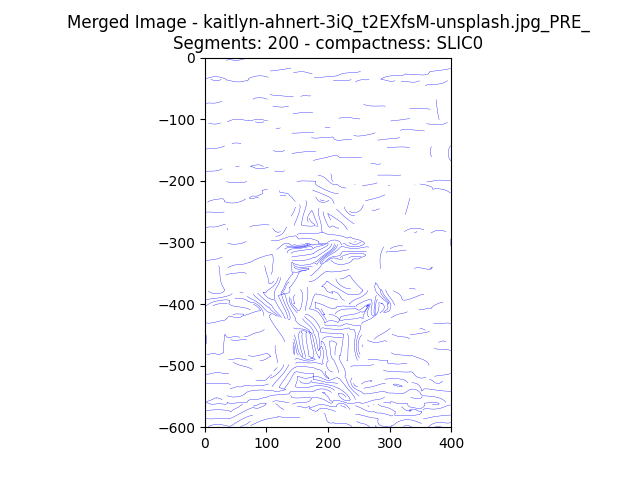 Merged Image - kaitlyn-ahnert-3iQ_t2EXfsM-unsplash.jpg_PRE_
Segments: 200 - compactness: SLIC0
0
−100
−200
−300
−400
−500
−600
0 100 200 300 400